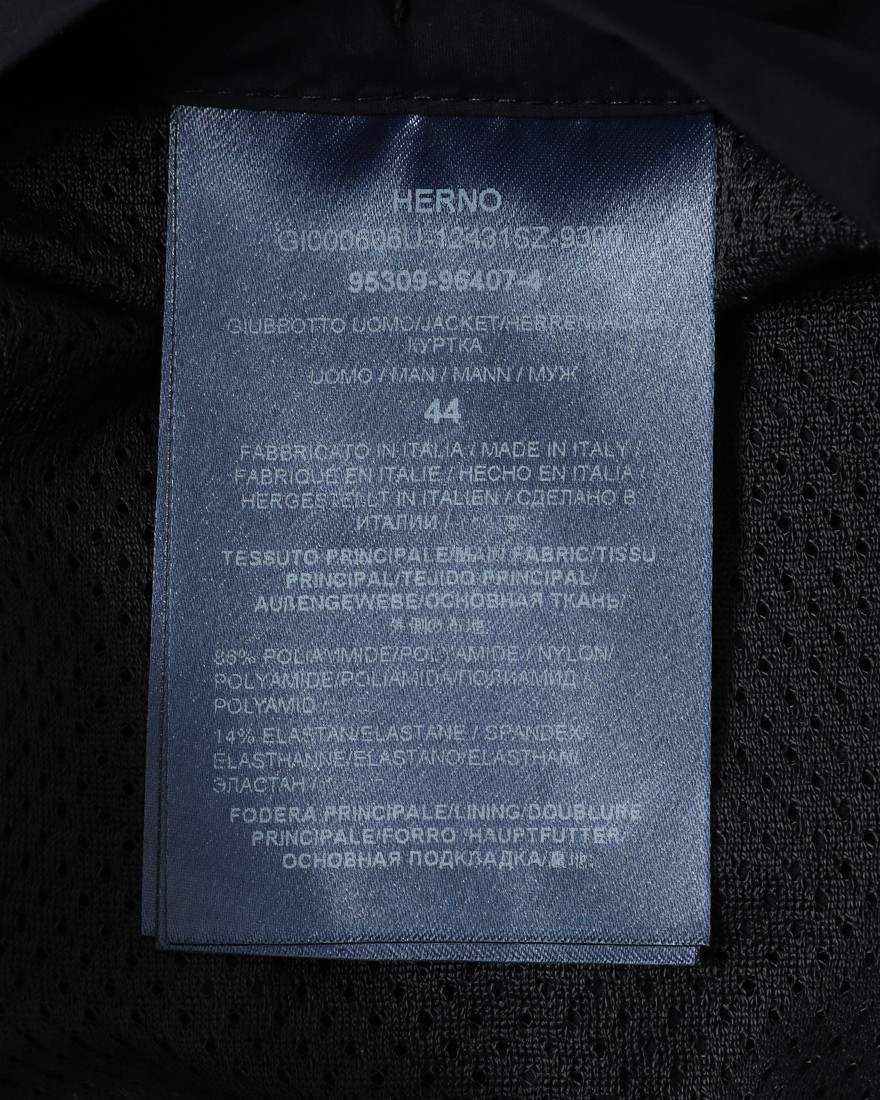 HERNO
GI000606U-12431SZ-9300
95309-96407-4
GIUBBOTTO UOMO/JACKET/HERREN
КУРТКА
UOMO / MAN / MANN / МУЖ
44
FABBRICATO IN ITALIA / MADE IN ITALY /
FABRIQUE EN ITALIE / HECHO EN ITALIA /
HERGESTELLT IN ITALIEN / СДЕЛАНО В
ИТАЛИИ /
TESSUTO PRINCIPALE/MAIN FABRIC/TISSU
PRINCIPAL/TEJIDO PRINCIPAL/
AUßENGEWEBE/ОСНОВНАЯ ТКАНЬ/
86% POLIAMMIDE/POLYAMIDE / NYLON/
POLYAMIDE/POLIAMIDA/ПОЛИАМИД /
POLYAMID
14% ELASTAN/ELASTANE / SPANDEX/
ELASTHANNE/ELASTANO/ELASTHAN/
ЭЛАСТАН /
FODERA PRINCIPALE/LINING/DOUBLURE
PRINCIPALE/FORRO /HAUPTFUTTER/
ОСНОВНАЯ ПОДКЛАДКА/